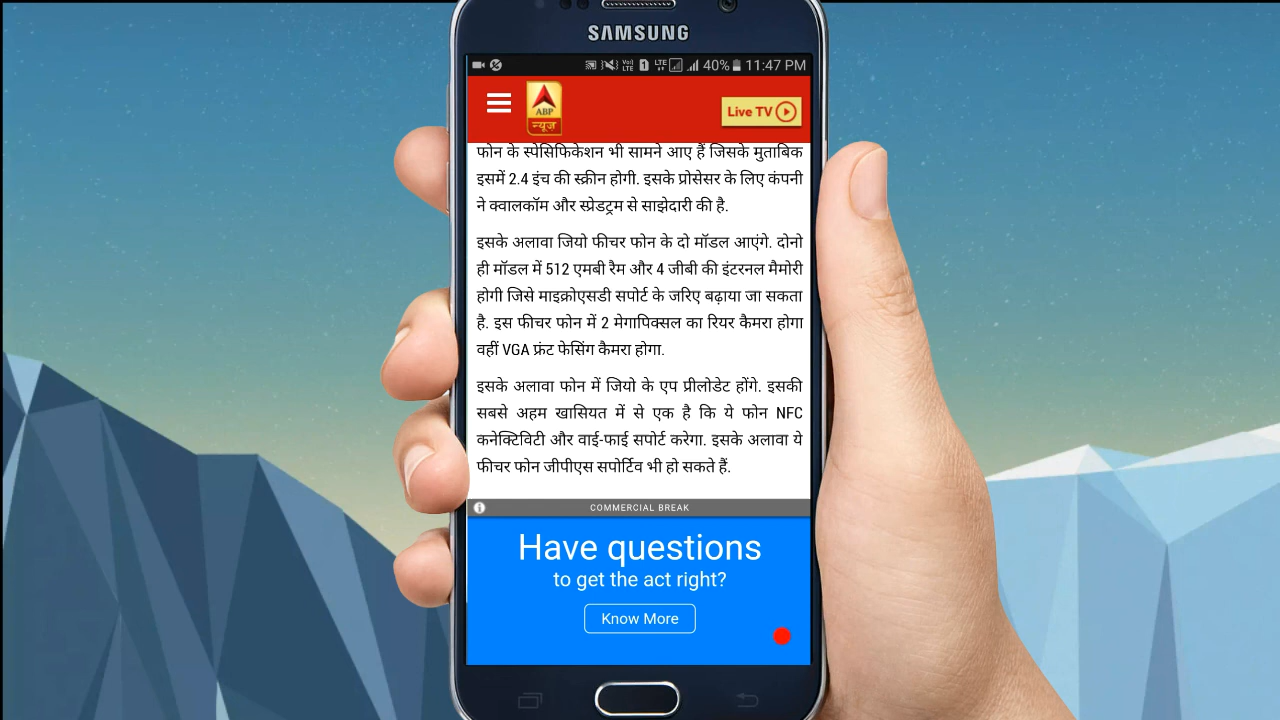 SAMSUNG
VoD LTE 1 LTE 40% 11:47 PM
ABP
न्यूज़
Live TV
फोन के स्पेसिफिकेशन भी सामने आए हैं जिसके मुताबिक
इसमें 2.4 इंच की स्क्रीन होगी. इसके प्रोसेसर के लिए कंपनी
ने क्वालकॉम और स्प्रेडट्रम से साझेदारी की है.
इसके अलावा जियो फीचर फोन के दो मॉडल आएंगे. दोनो
ही मॉडल में 512 एमबी रैम और 4 जीबी की इंटरनल मैमोरी
होगी जिसे माइक्रोएसडी सपोर्ट के जरिए बढ़ाया जा सकता
है. इस फीचर फोन में 2 मेगापिक्सल का रियर कैमरा होगा
वहीं VGA फ्रंट फेसिंग कैमरा होगा.
इसके अलावा फोन में जियो के एप प्रीलोडेट होंगे. इसकी
सबसे अहम खासियत में से एक है कि ये फोन NFC
कनेक्टिविटी और वाई-फाई सपोर्ट करेगा. इसके अलावा ये
फीचर फोन जीपीएस सपोर्टिव भी हो सकते हैं.
COMMERCIAL BREAK
Have questions
to get the act right?
Know More